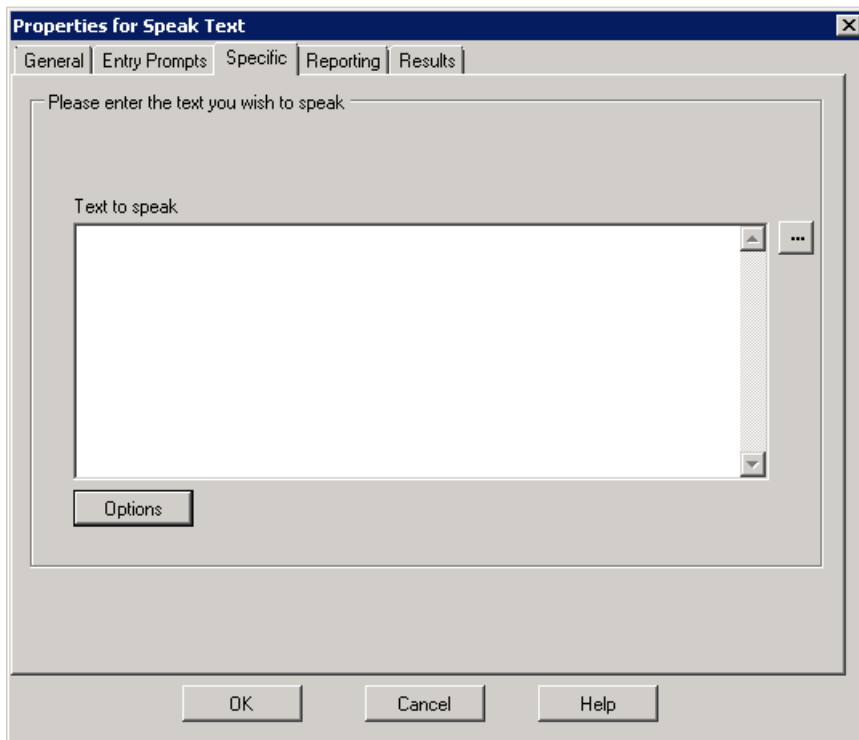 Properties for Speak Text
General Entry Prompts Specific Reporting Results
Please enter the text you wish to speak
Text to speak
...
Options
OK Cancel Help